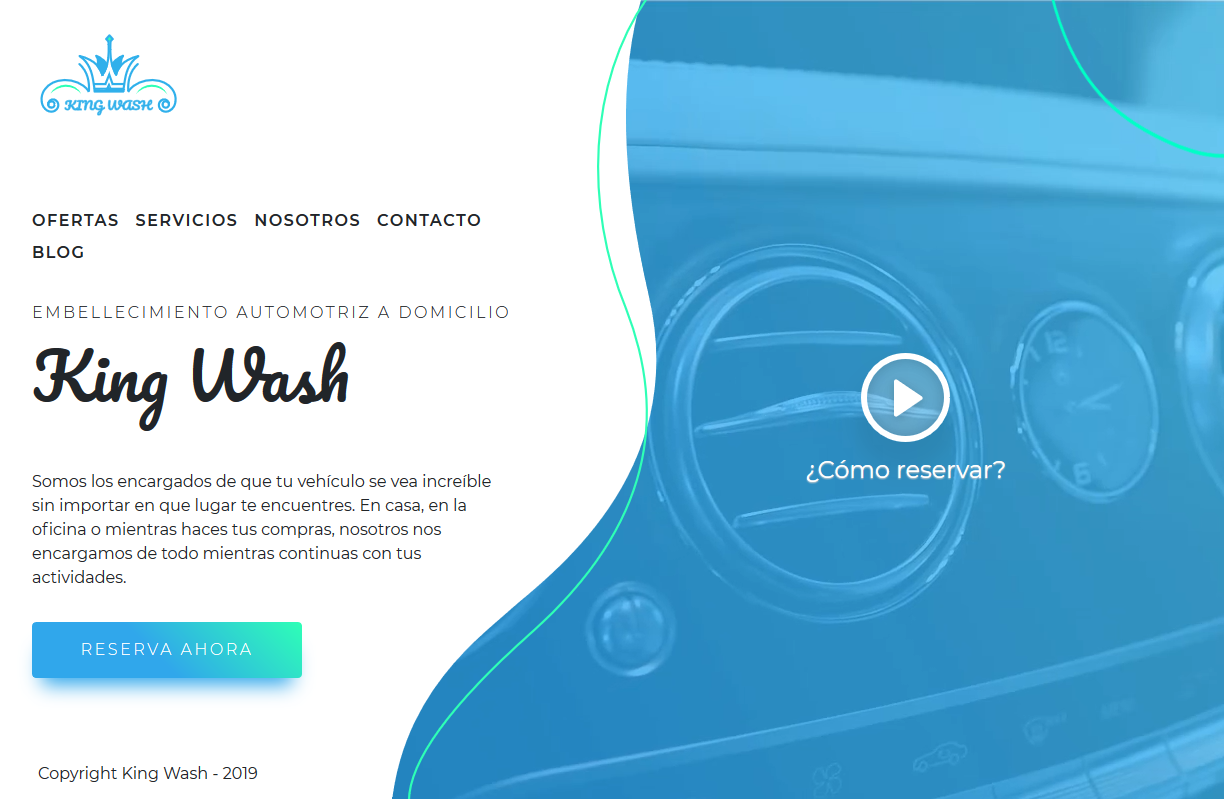 KING WASH
OFERTAS SERVICIOS NOSOTROS CONTACTO
BLOG
EMBELLECIMIENTO AUTOMOTRIZ A DOMICILIO
King Wash
Somos los encargados de que tu vehículo se vea increíble
sin importar en que lugar te encuentres. En casa, en la
oficina o mientras haces tus compras, nosotros nos
encargamos de todo mientras continuas con tus
actividades.
RESERVA AHORA
Copyright King Wash - 2019
12
¿Cómo reservar?
6